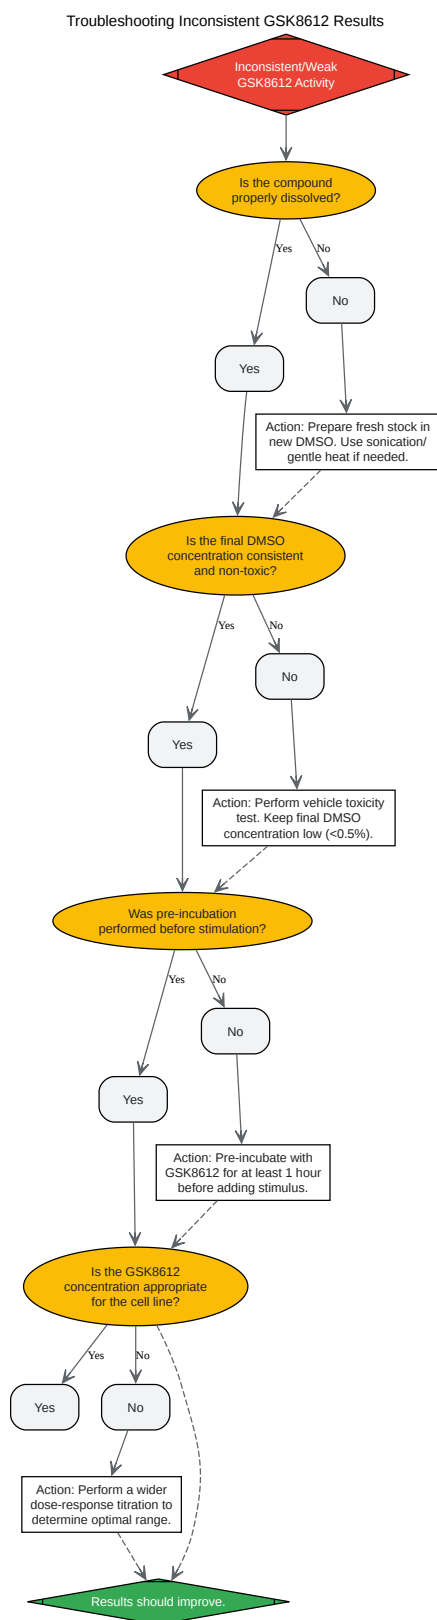 Troubleshooting Inconsistent GSK8612 Results
Inconsistent/Weak
GSK8612 Activity
Is the compound
properly dissolved?
Yes
No
No
Yes
Action: Prepare fresh stock in
new DMSO. Use sonication/
gentle heat if needed.
Is the final DMSO
concentration consistent
and non-toxic?
Yes
No
No
Yes
Action: Perform vehicle toxicity
test. Keep final DMSO
concentration low (<0.5%).
Was pre-incubation
performed before stimulation?
Yes
No
No
Yes
Action: Pre-incubate with
GSK8612 for at least 1 hour
before adding stimulus.
Is the GSK8612
concentration appropriate
for the cell line?
Yes
No
Yes
No
Action: Perform a wider
dose-response titration to
determine optimal range.
Results should improve.